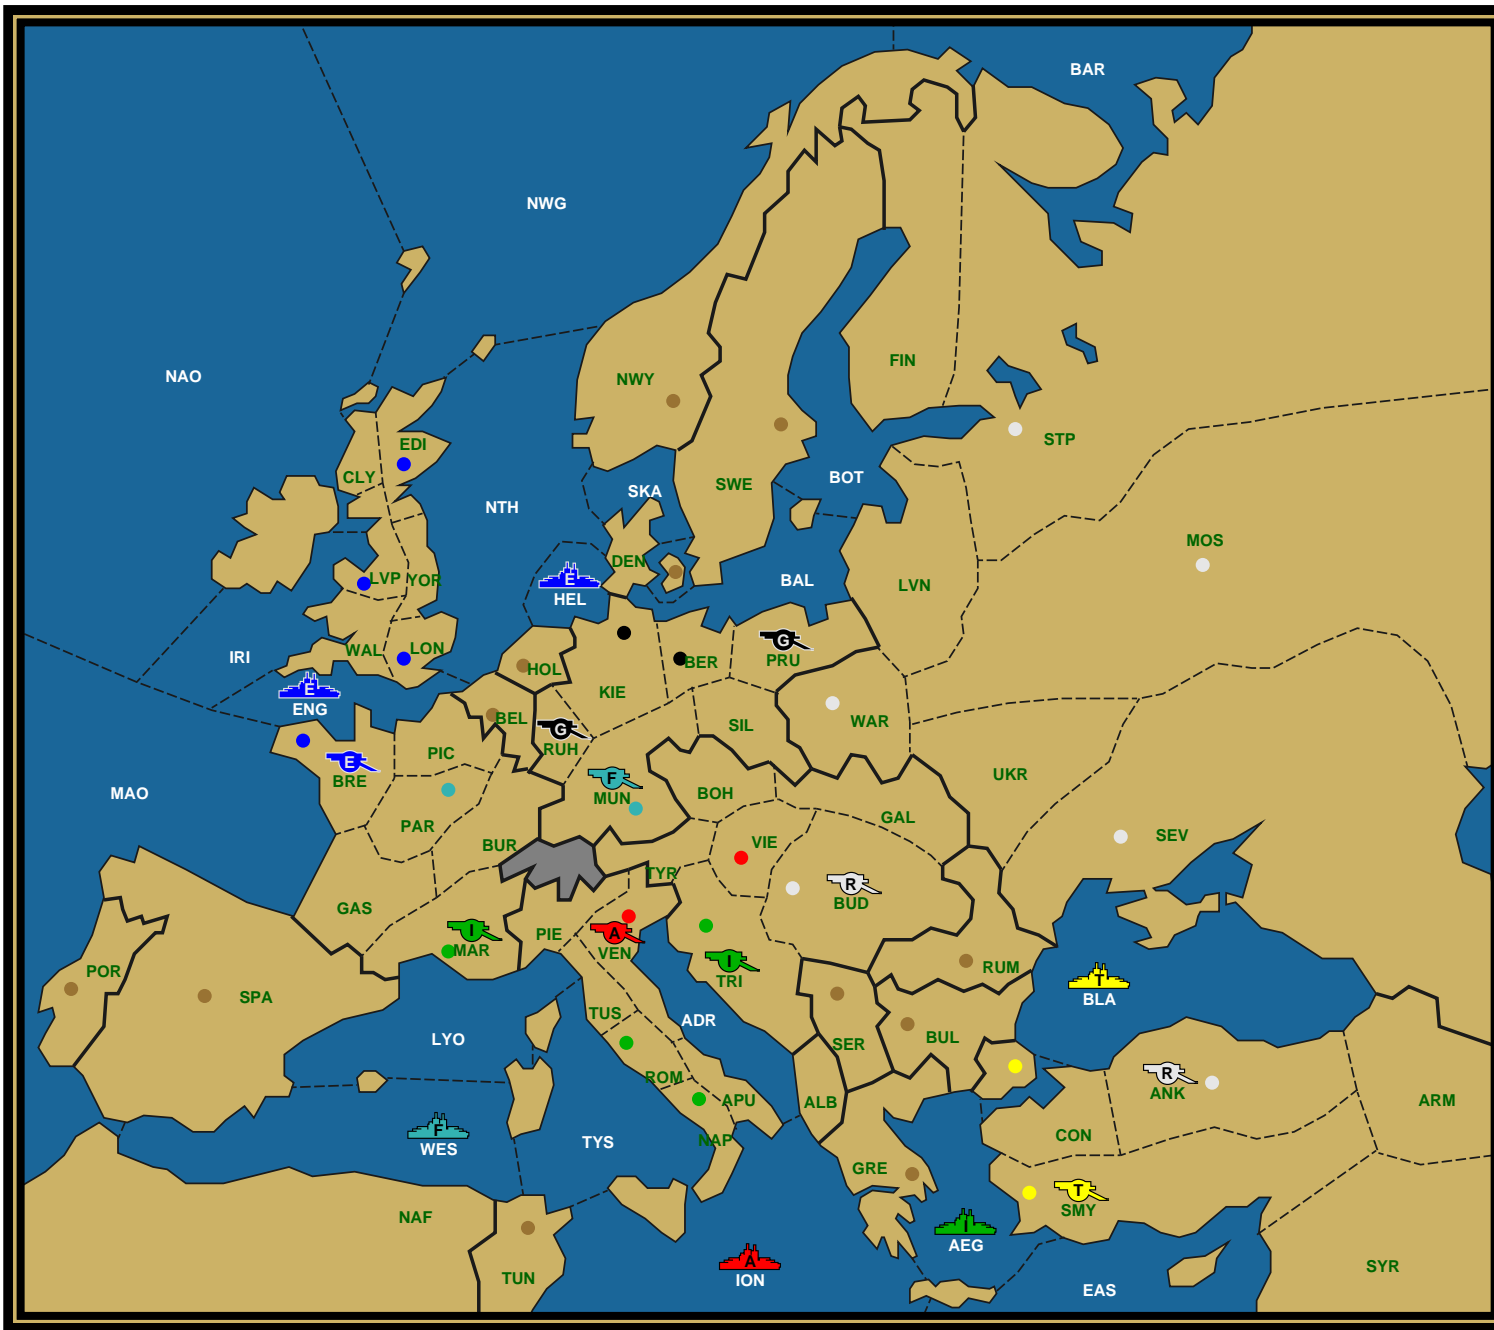 BAR
NWG
NAO
FIN
NWY
STP
EDI
CLY
SKA
BOT
SWE
NTH
MOS
DEN
LVP
YOR
E
HEL
BAL
LVN
IRI
WAL
LON
HOL
KIE
BER
G
PRU
E
ENG
BEL
G
RUH
SIL
WAR
PIC
E
BRE
F
MUN
BOH
UKR
MAO
PAR
GAL
SEV
BUR
VIE
TYR
R
BUD
GAS
I
MAR
PIE
A
VEN
I
TRI
RUM
POR
SPA
T
BLA
TUS
ADR
LYO
SER
BUL
ROM
R
ANK
APU
ALB
ARM
F
WES
TYS
NAP
CON
GRE
T
SMY
NAF
I
AEG
TUN
A
ION
EAS
SYR